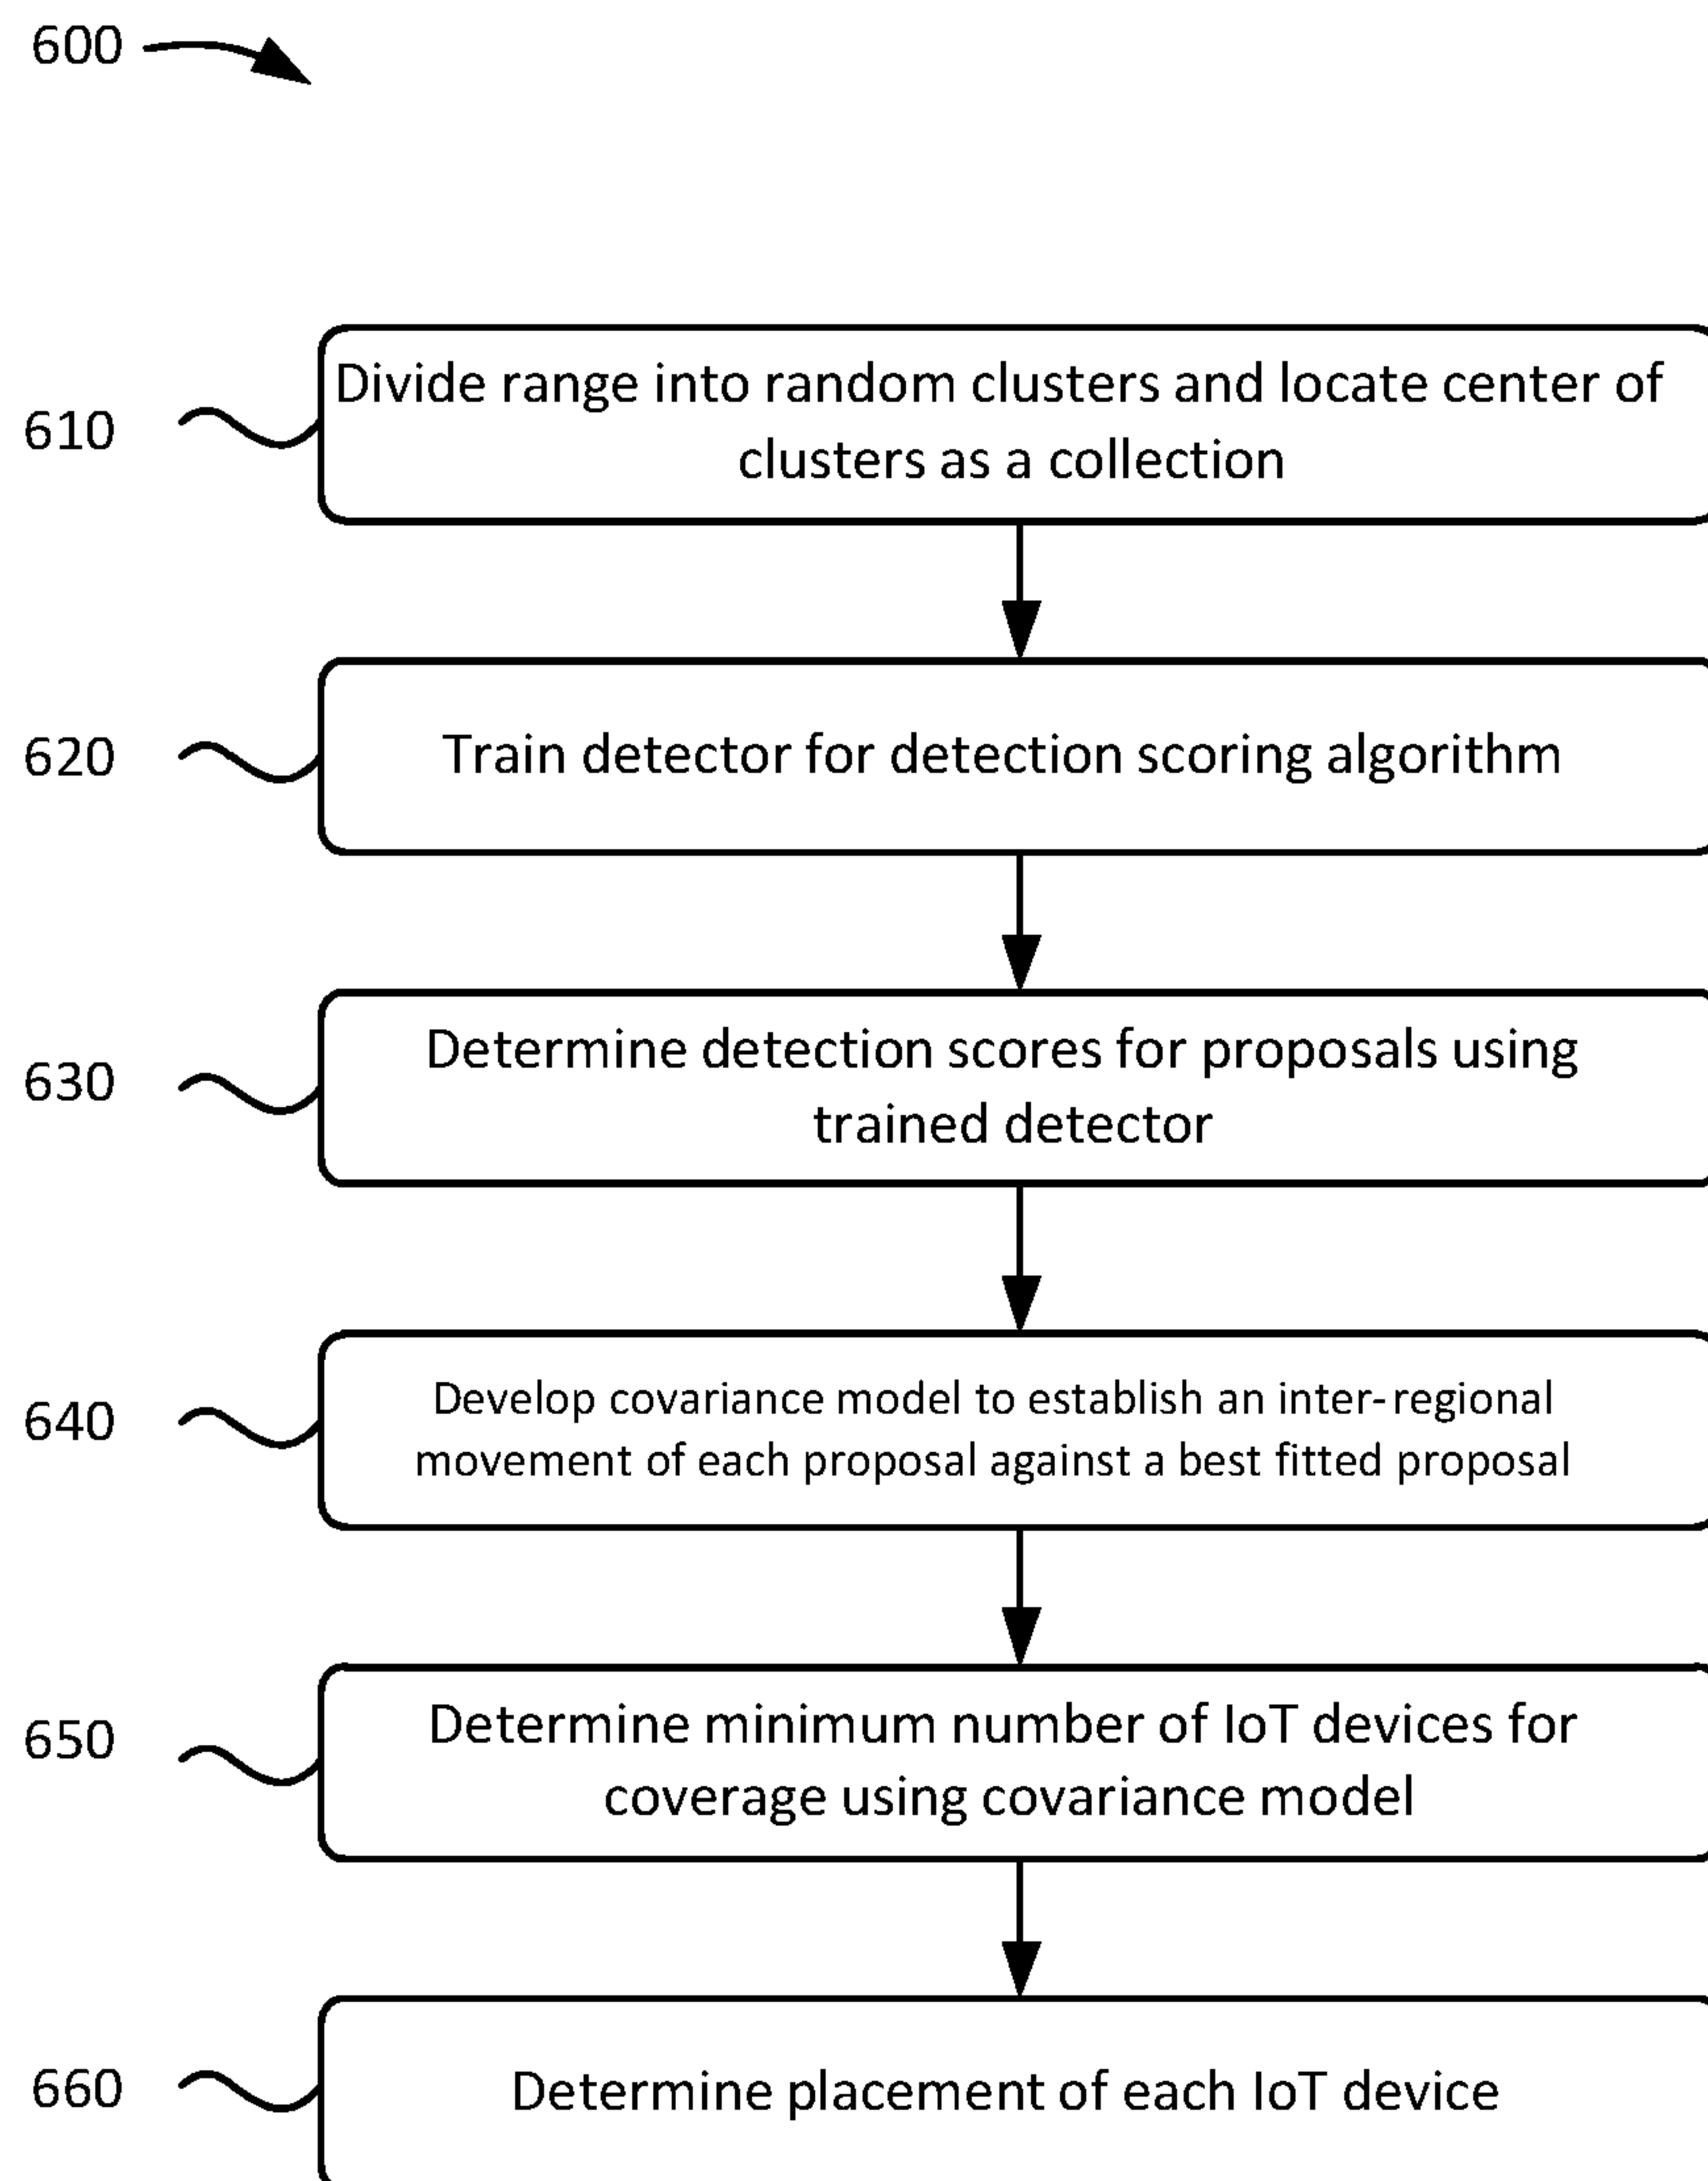 600
610
Divide range into random clusters and locate center of
clusters as a collection
620
Train detector for detection scoring algorithm
630
Determine detection scores for proposals using
trained detector
640
Develop covariance model to establish an inter-regional
movement of each proposal against a best fitted proposal
650
Determine minimum number of IoT devices for
coverage using covariance model
660
Determine placement of each IoT device